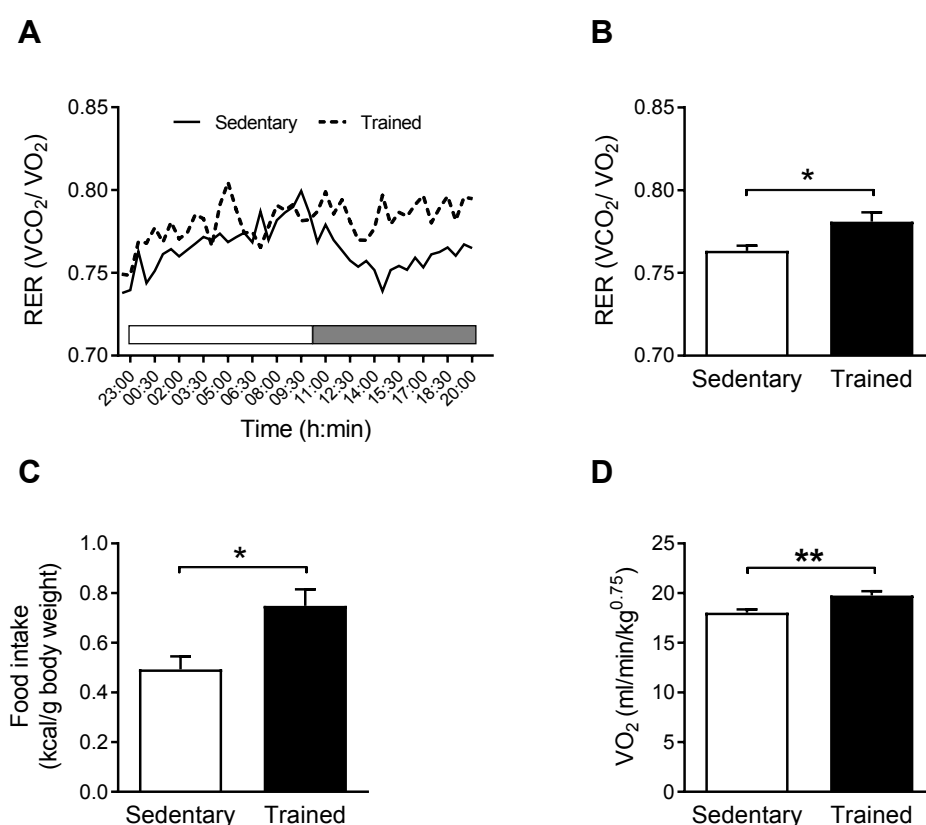 A
RER (VCO2/ VO2)
0.85
0.80
0.75
0.70
Sedentary Trained
23:00 00:30 02:00 03:30 05:00 06:30 08:00 09:30 11:00 12:30 14:00 15:30 17:00 18:30 20:00
Time (h:min)
B
RER (VCO2/ VO2)
0.85
0.80
0.75
0.70
*
Sedentary Trained
C
Food intake
(kcal/g body weight)
1.0
0.8
0.6
0.4
0.2
0.0
*
Sedentary Trained
D
VO2 (ml/min/kg0.75)
25
20
15
10
5
0
**
Sedentary Trained